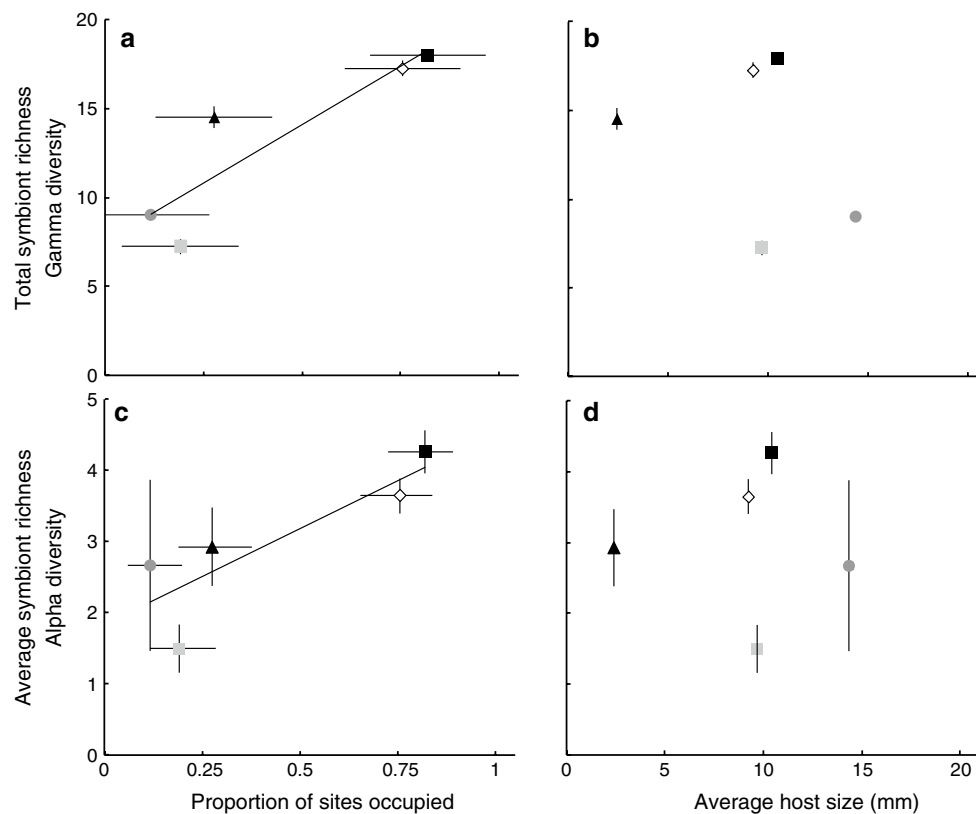 a
b
20
15
10
5
0
Total symbiont richness
Gamma diversity
c
d
5
4
3
2
1
0
Average symbiont richness
Alpha diversity
0 0.25 0.5 0.75 1
Proportion of sites occupied
0 5 10 15 20
Average host size (mm)